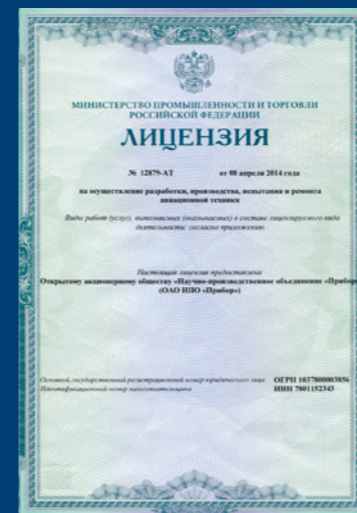 МИНИСТЕРСТВО ПРОМЫШЛЕННОСТИ И ТОРГОВЛИ
РОССИЙСКОЙ ФЕДЕРАЦИИ
ЛИЦЕНЗИЯ
№ 12879-АТ от 08 апреля 2014 года
на осуществление разработки, производства, испытания и ремонта
авиационной техники
Виды работ (услуг), выполняемых (оказываемых) в составе лицензируемого вида
деятельности: согласно приложению
Настоящая лицензия предоставлена
Открытому акционерному обществу «Научно-производственное объединение «Прибор»
(ОАО НПО «Прибор»)
Основной государственный регистрационный номер юридического лица ОГРН 1037800003856
Идентификационный номер налогоплательщика ИНН 7801152343